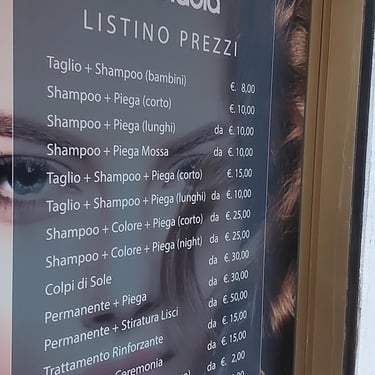 LISTINO PREZZI
Taglio + Shampoo (bambini) €. 8,00
Shampoo + Piega (corto) €. 10,00
Shampoo + Piega (lunghi) da €. 10,00
Shampoo + Piega Mossa da €. 10,00
Taglio + Shampoo + Piega (corto) €. 15,00
Taglio + Shampoo + Piega (lunghi) da €. 10,00
Shampoo + Colore + Piega (corto) da €. 25,00
Shampoo + Colore + Piega (night) da €. 25,00
Colpi di Sole da €. 30,00
Permanente + Piega da €. 30,00
Permanente + Stiratura Lisci da €. 50,00
Trattamento Rinforzante da €. 15,00
Ceremonia da €. 15,00
da €. 2,00